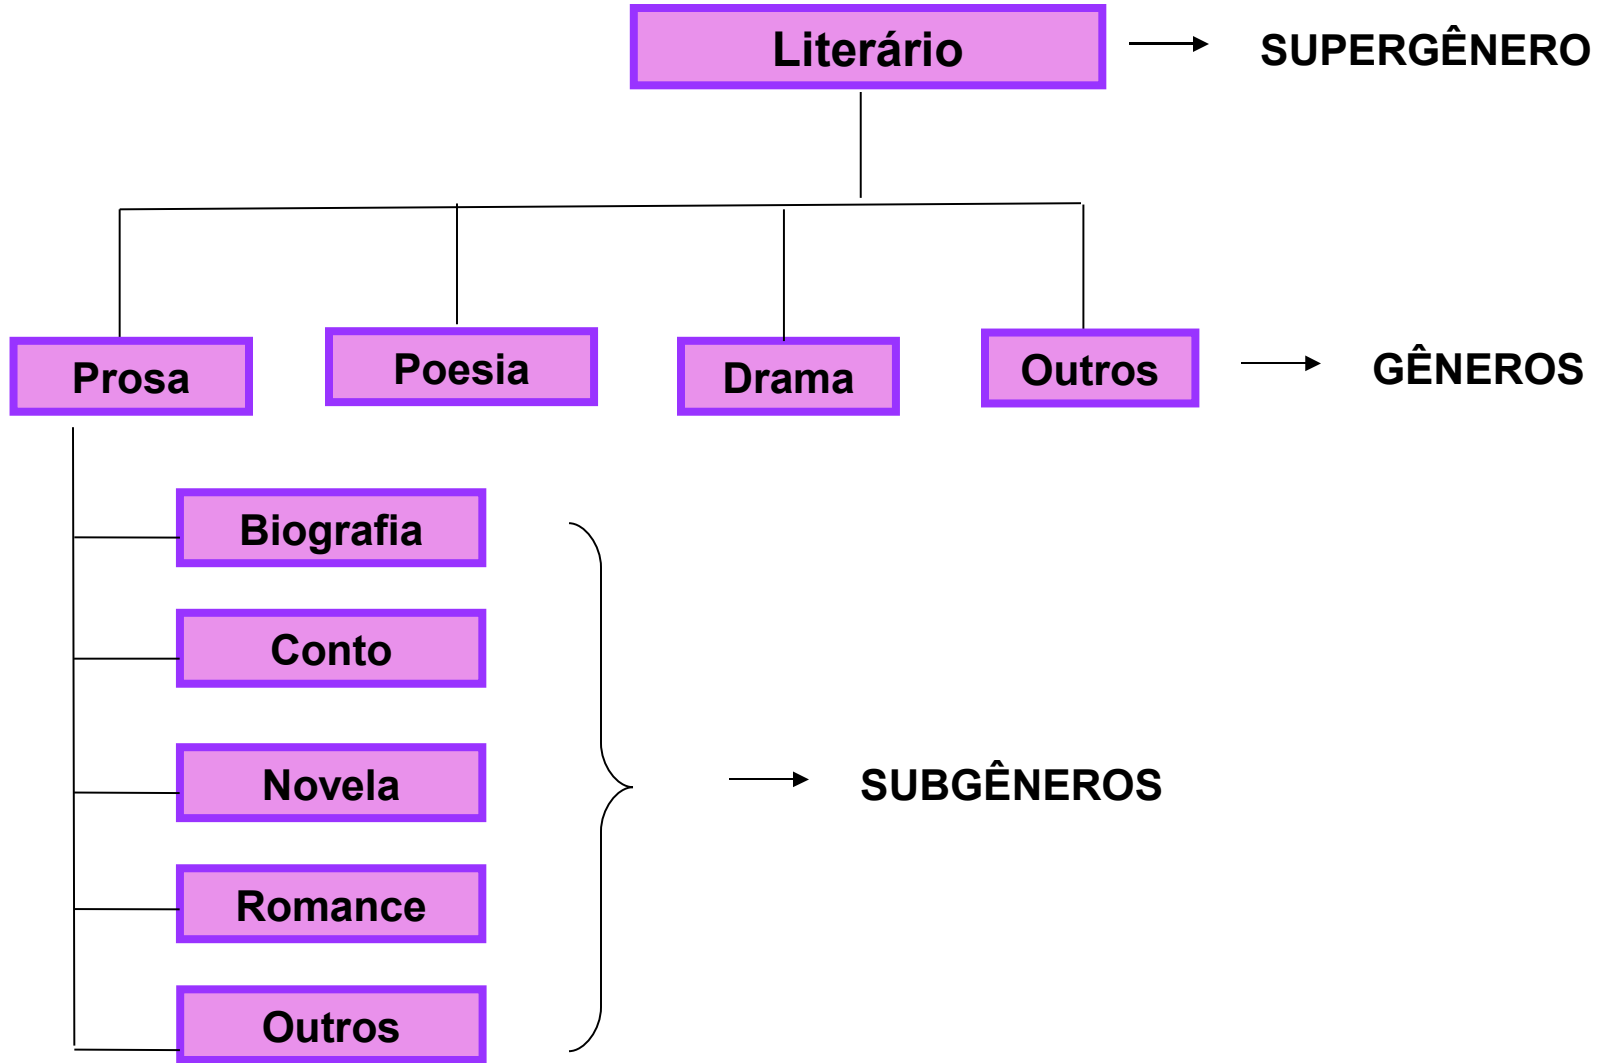 Literário
SUPERGÊNERO
Prosa
Poesia
Drama
Outros
GÊNEROS
Biografia
Conto
Novela
Romance
Outros
SUBGÊNEROS